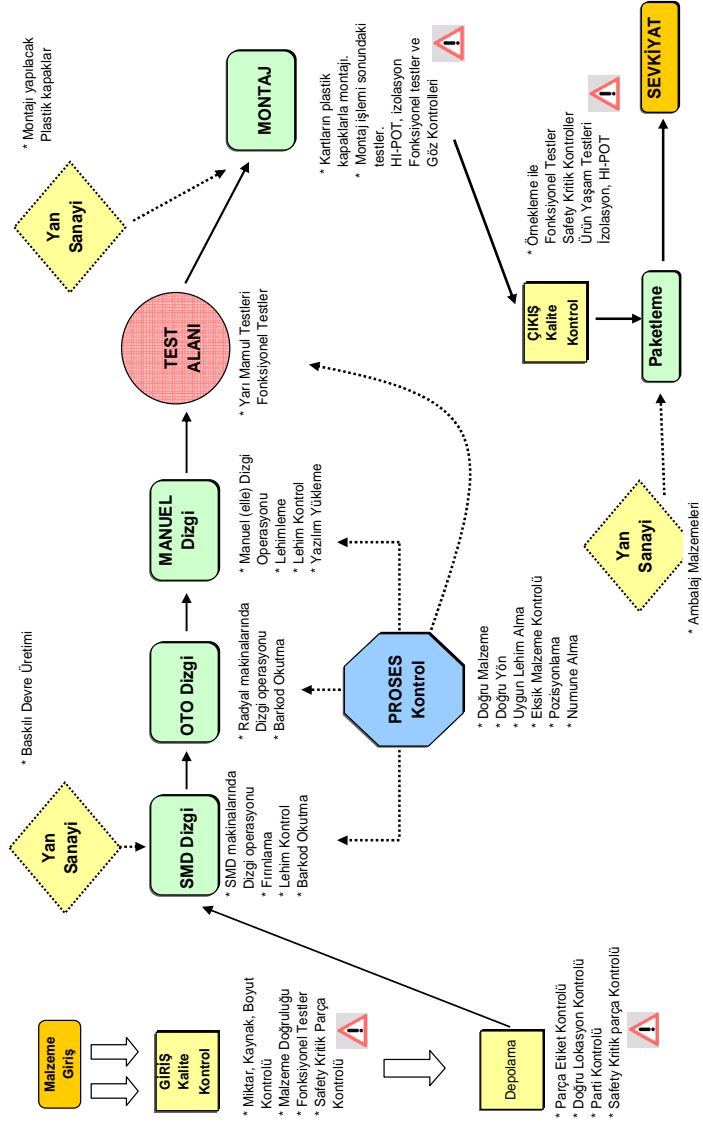 Malzeme
Giriş
GİRİŞ
Kalite
Kontrol
* Miktar, Kaynak, Boyut
Kontrolü
* Malzeme Doğruluğu
* Fonksiyonel Testler
* Safety Kritik Parça
Kontrolü
Depolama
* Parça Etiket Kontrolü
* Doğru Lokasyon Kontrolü
* Parti Kontrolü
* Safety Kritik parça Kontrolü
Yan
Sanayi
* Baskılı Devre Üretimi
SMD Dizgi
* SMD makinalarında
Dizgi operasyonu
* Fırınlama
* Lehim Kontrol
* Barkod Okutma
OTO Dizgi
* Radyal makinalarında
Dizgi operasyonu
* Barkod Okutma
MANUEL
Dizgi
* Manuel (elle) Dizgi
Operasyonu
* Lehimleme
* Lehim Kontrol
* Yazılım Yükleme
TEST
ALANI
* Yarı Mamul Testleri
Fonksiyonel Testler
PROSES
Kontrol
* Doğru Malzeme
* Doğru Yön
* Uygun Lehim Alma
* Eksik Malzeme Kontrolü
* Pozisyonlama
* Numune Alma
Yan
Sanayi
* Montajı yapılacak
Plastik kapaklar
MONTAJ
* Kartların plastik
kapaklarla montajı.
* Montaj işlemi sonundaki
testler.
HI-POT, izolasyon
Fonksiyonel testler ve
Göz Kontrolleri
ÇIKIŞ
Kalite
Kontrol
* Örnekleme ile
Fonksiyonel Testler
Safety Kritik Kontroller
Ürün Yaşam Testleri
İzolasyon, HI-POT
Yan
Sanayi
* Ambalaj Malzemeleri
Paketleme
SEVKİYAT